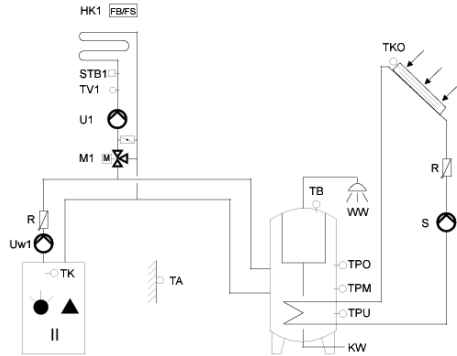 HK1 FB/FS
TKO
STB1
TV1
U1
M1 M
R
TB
WW
R
S
Uw1
TK
TA
TPO
TPM
TPU
II
KW